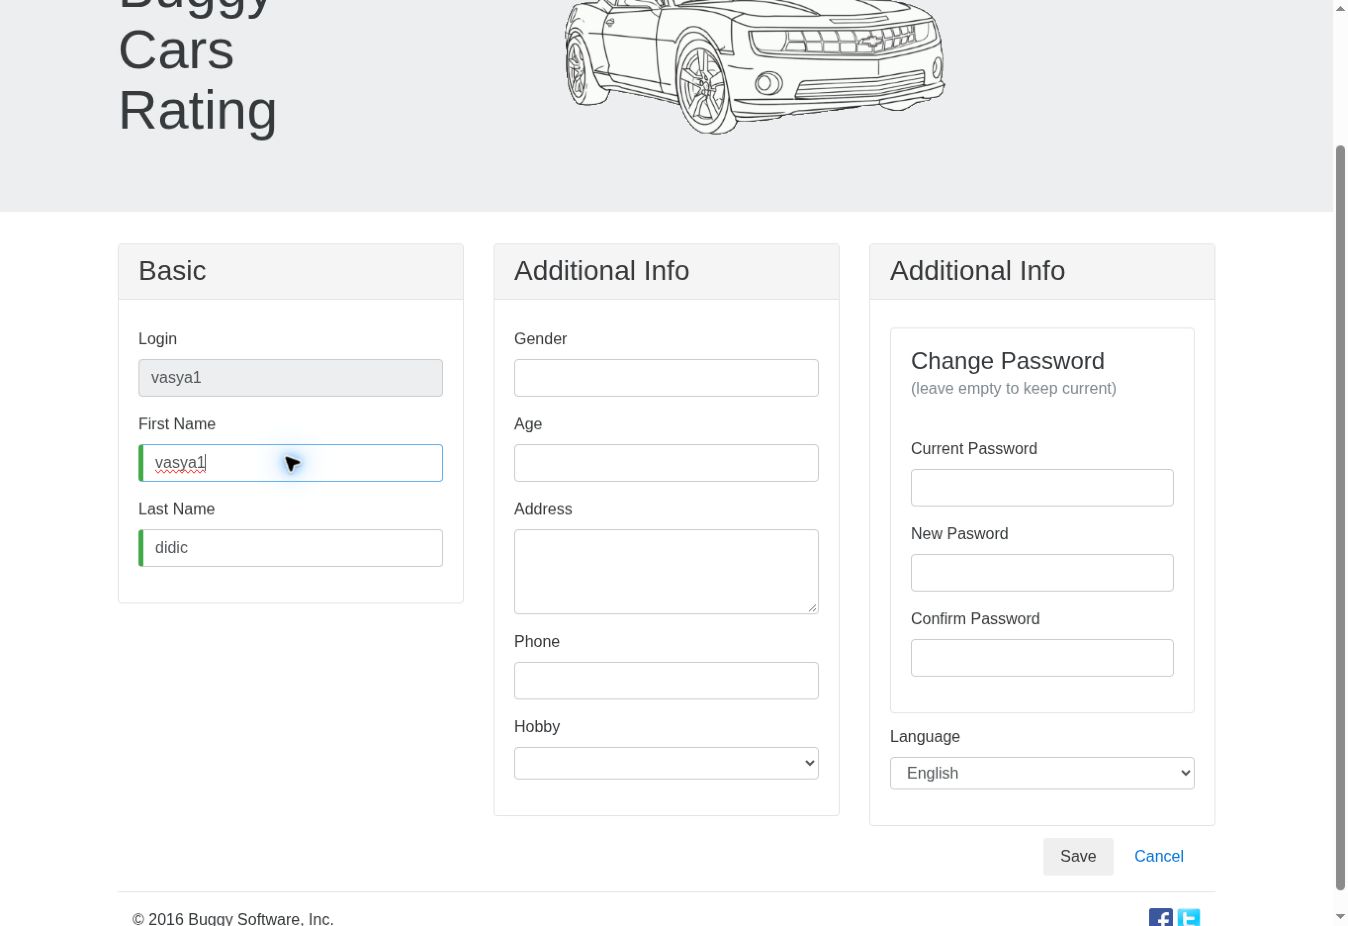 Buggy
Cars
Rating
Basic
Login
vasya1
First Name
vasya1
Last Name
didic
Additional Info
Gender
Age
Address
Phone
Hobby
Additional Info
Change Password
(leave empty to keep current)
Current Password
New Pasword
Confirm Password
Language
English
Save
Cancel
© 2016 Buggy Software, Inc.